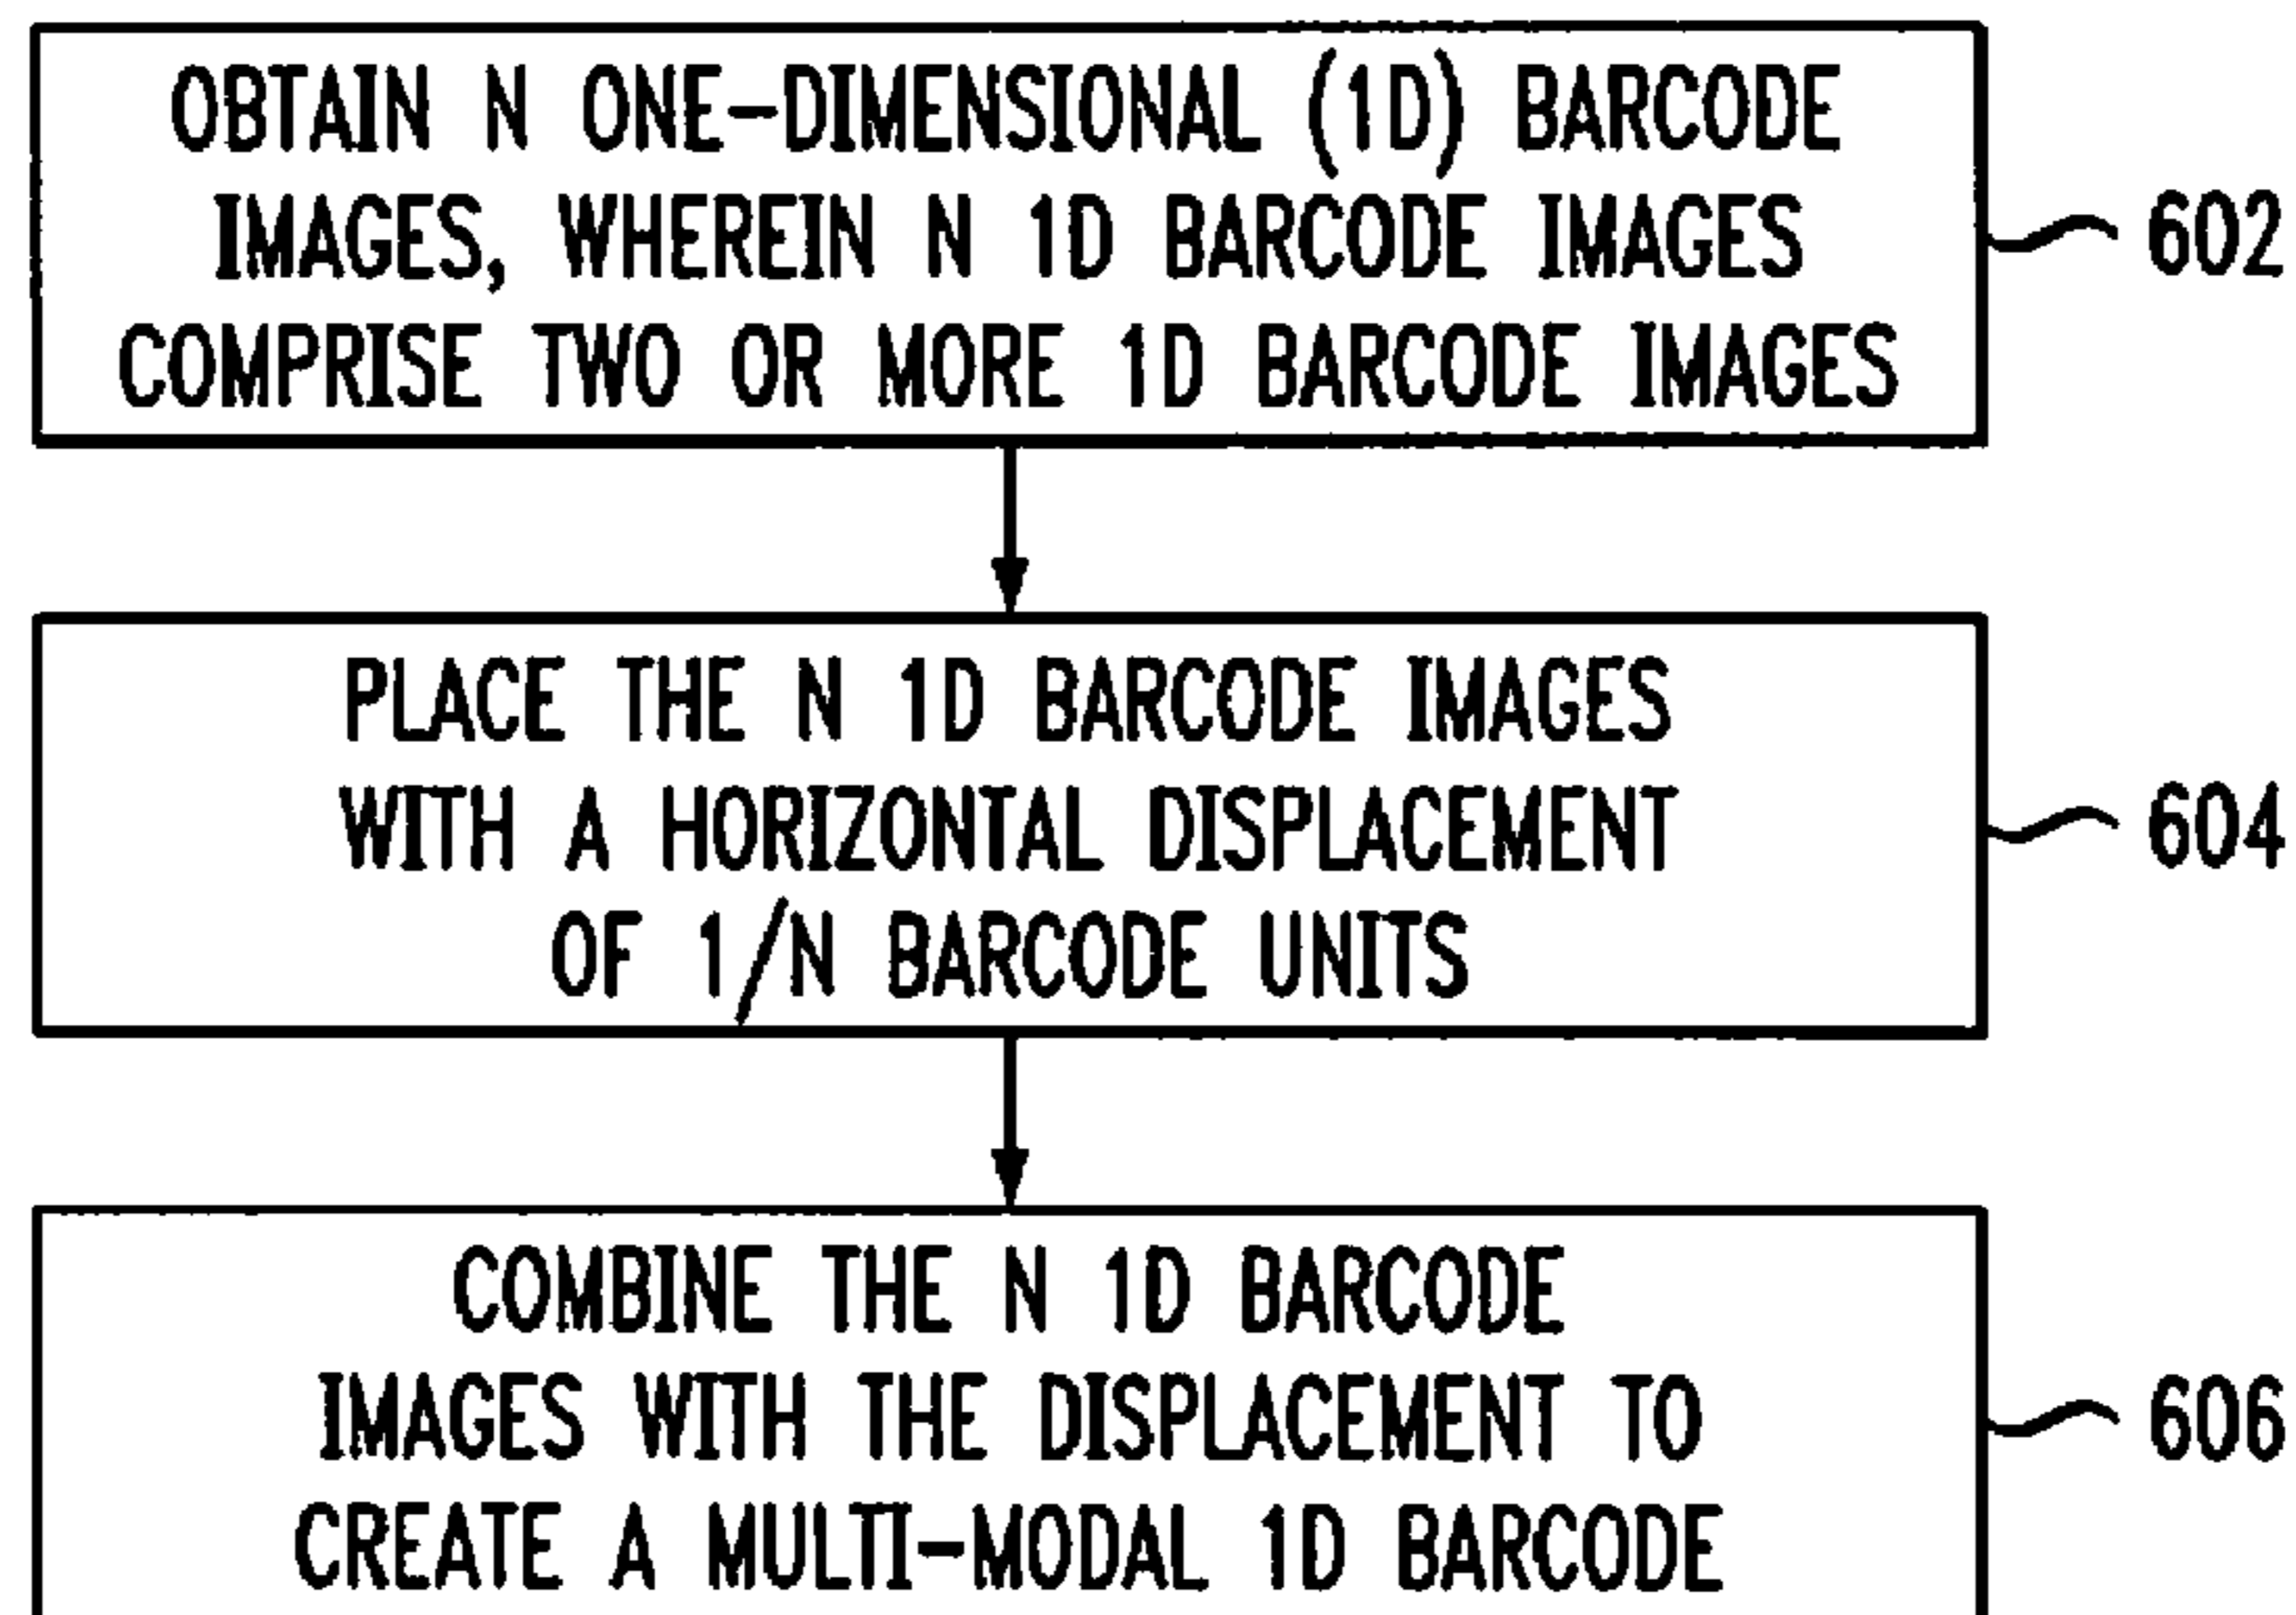 OBTAIN N ONE-DIMENSIONAL (1D) BARCODE
IMAGES, WHEREIN N 1D BARCODE IMAGES
COMPRISE TWO OR MORE 1D BARCODE IMAGES
602
PLACE THE N 1D BARCODE IMAGES
WITH A HORIZONTAL DISPLACEMENT
OF 1/N BARCODE UNITS
604
COMBINE THE N 1D BARCODE
IMAGES WITH THE DISPLACEMENT TO
CREATE A MULTI-MODAL 1D BARCODE
606